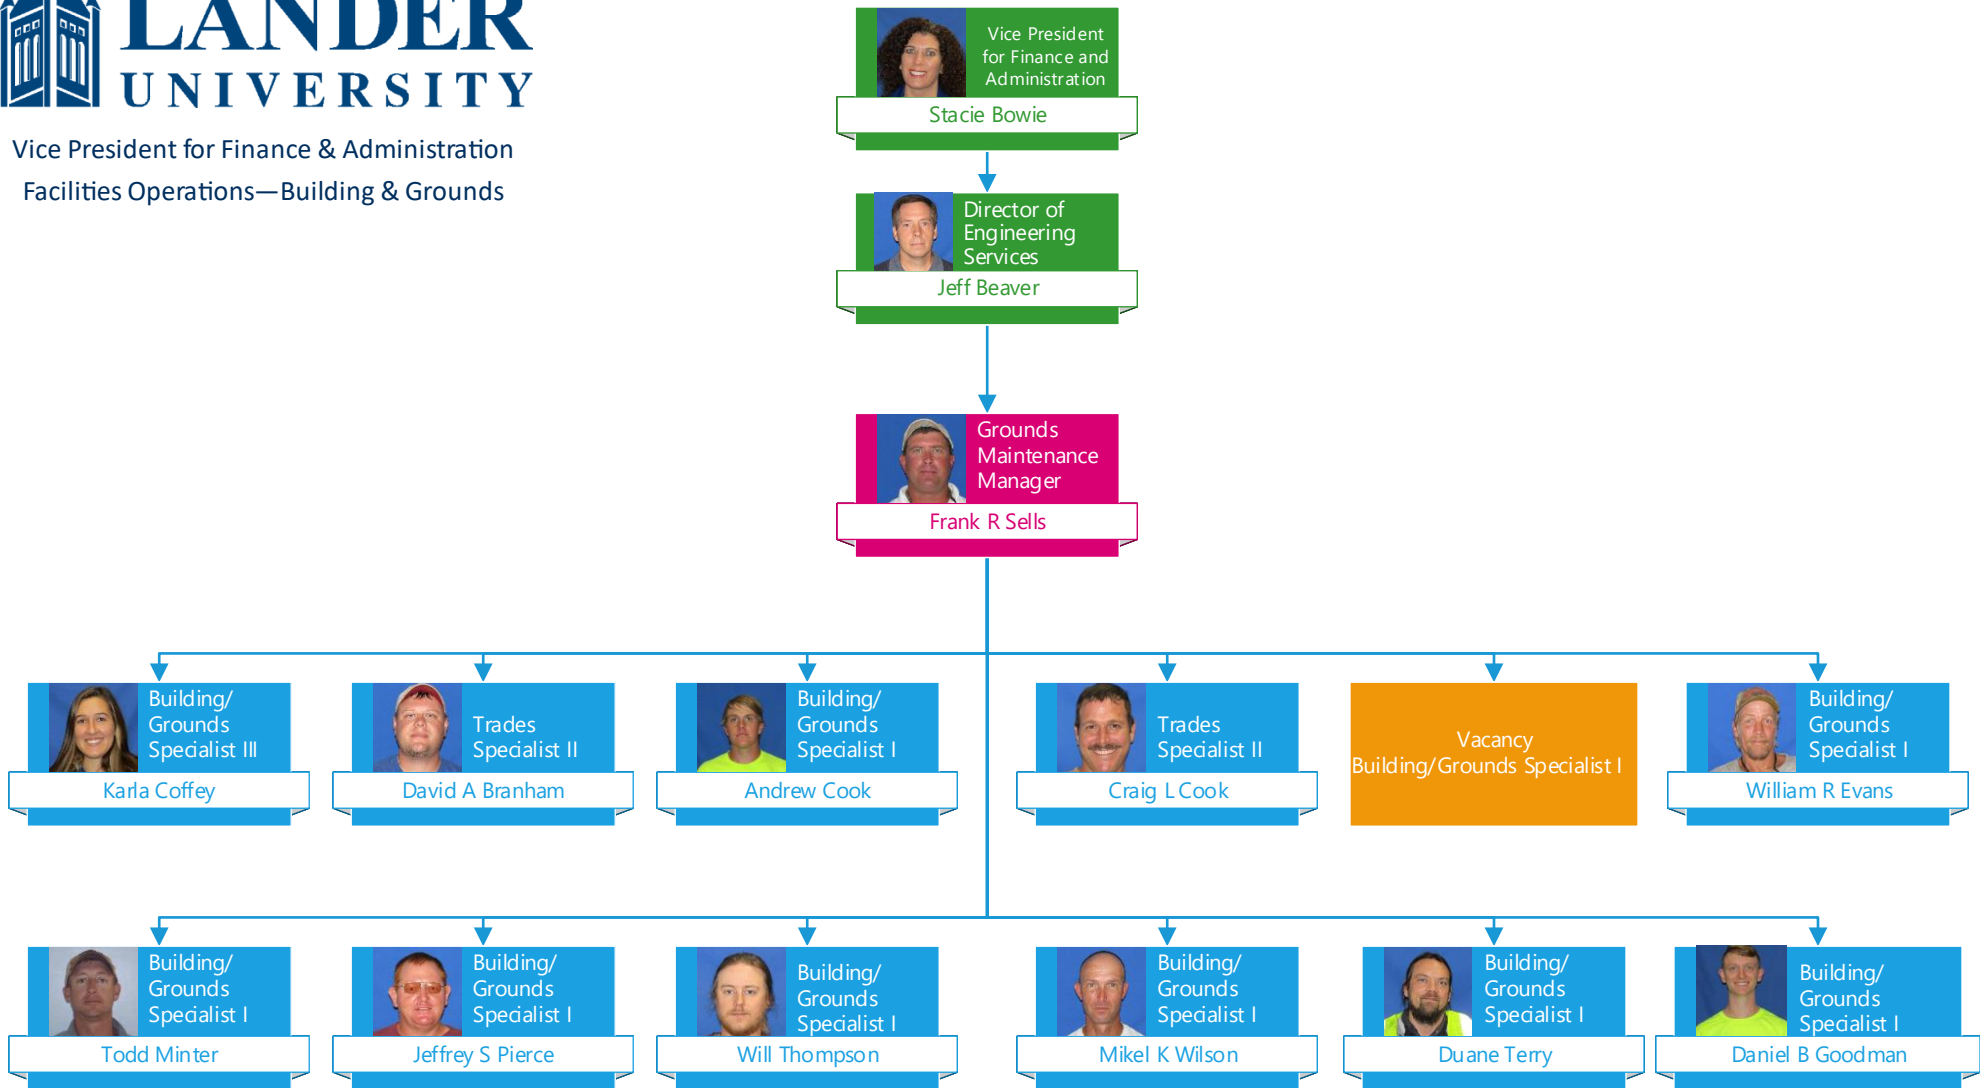 LANDER
UNIVERSITY
Vice President for Finance & Administration
Facilities Operations—Building & Grounds
Vice President
for Finance and
Administration
Stacie Bowie
Director of
Engineering
Services
Jeff Beaver
Grounds
Maintenance
Manager
Frank R Sells
Building/
Grounds
Specialist III
Karla Coffey
Trades
Specialist II
David A Branham
Building/
Grounds
Specialist I
Andrew Cook
Trades
Specialist II
Craig L Cook
Vacancy
Building/Grounds Specialist I
Building/
Grounds
Specialist I
William R Evans
Building/
Grounds
Specialist I
Todd Minter
Building/
Grounds
Specialist I
Jeffrey S Pierce
Building/
Grounds
Specialist I
Will Thompson
Building/
Grounds
Specialist I
Mikel K Wilson
Building/
Grounds
Specialist I
Duane Terry
Building/
Grounds
Specialist I
Daniel B Goodman